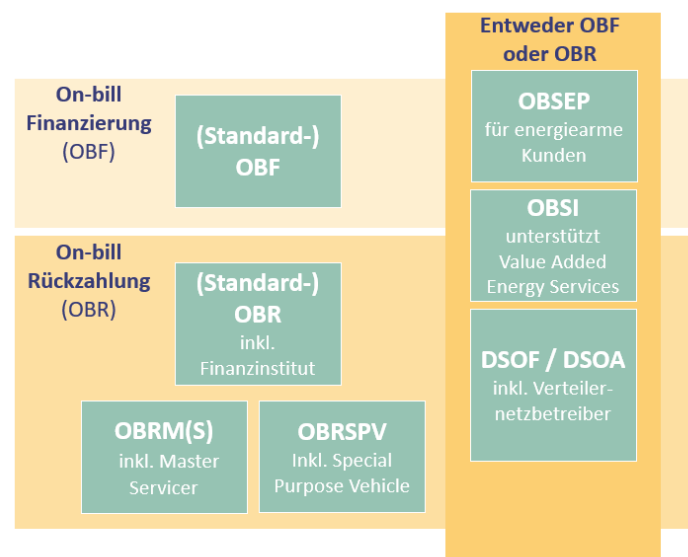 Entweder OBF
oder OBR
On-bill
Finanzierung
(OBF)
(Standard-)
OBF
OBSEP
für energiearme
Kunden
OBSI
unterstützt
Value Added
Energy Services
On-bill
Rückzahlung
(OBR)
(Standard-)
OBR
inkl.
Finanzinstitut
DSOF / DSOA
inkl. Verteiler-
netzbetreiber
OBRM(S)
inkl. Master
Servicer
OBRSPV
Inkl. Special
Purpose Vehicle